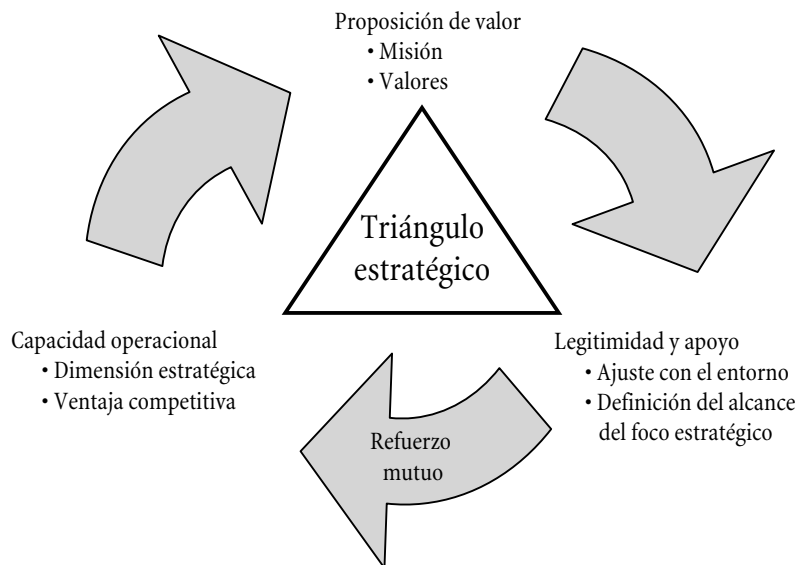 Proposición de valor
• Misión
• Valores
Triángulo
estratégico
Capacidad operacional
• Dimensión estratégica
• Ventaja competitiva
Legitimidad y apoyo
• Ajuste con el entorno
• Definición del alcance
del foco estratégico
Refuerzo
mutuo